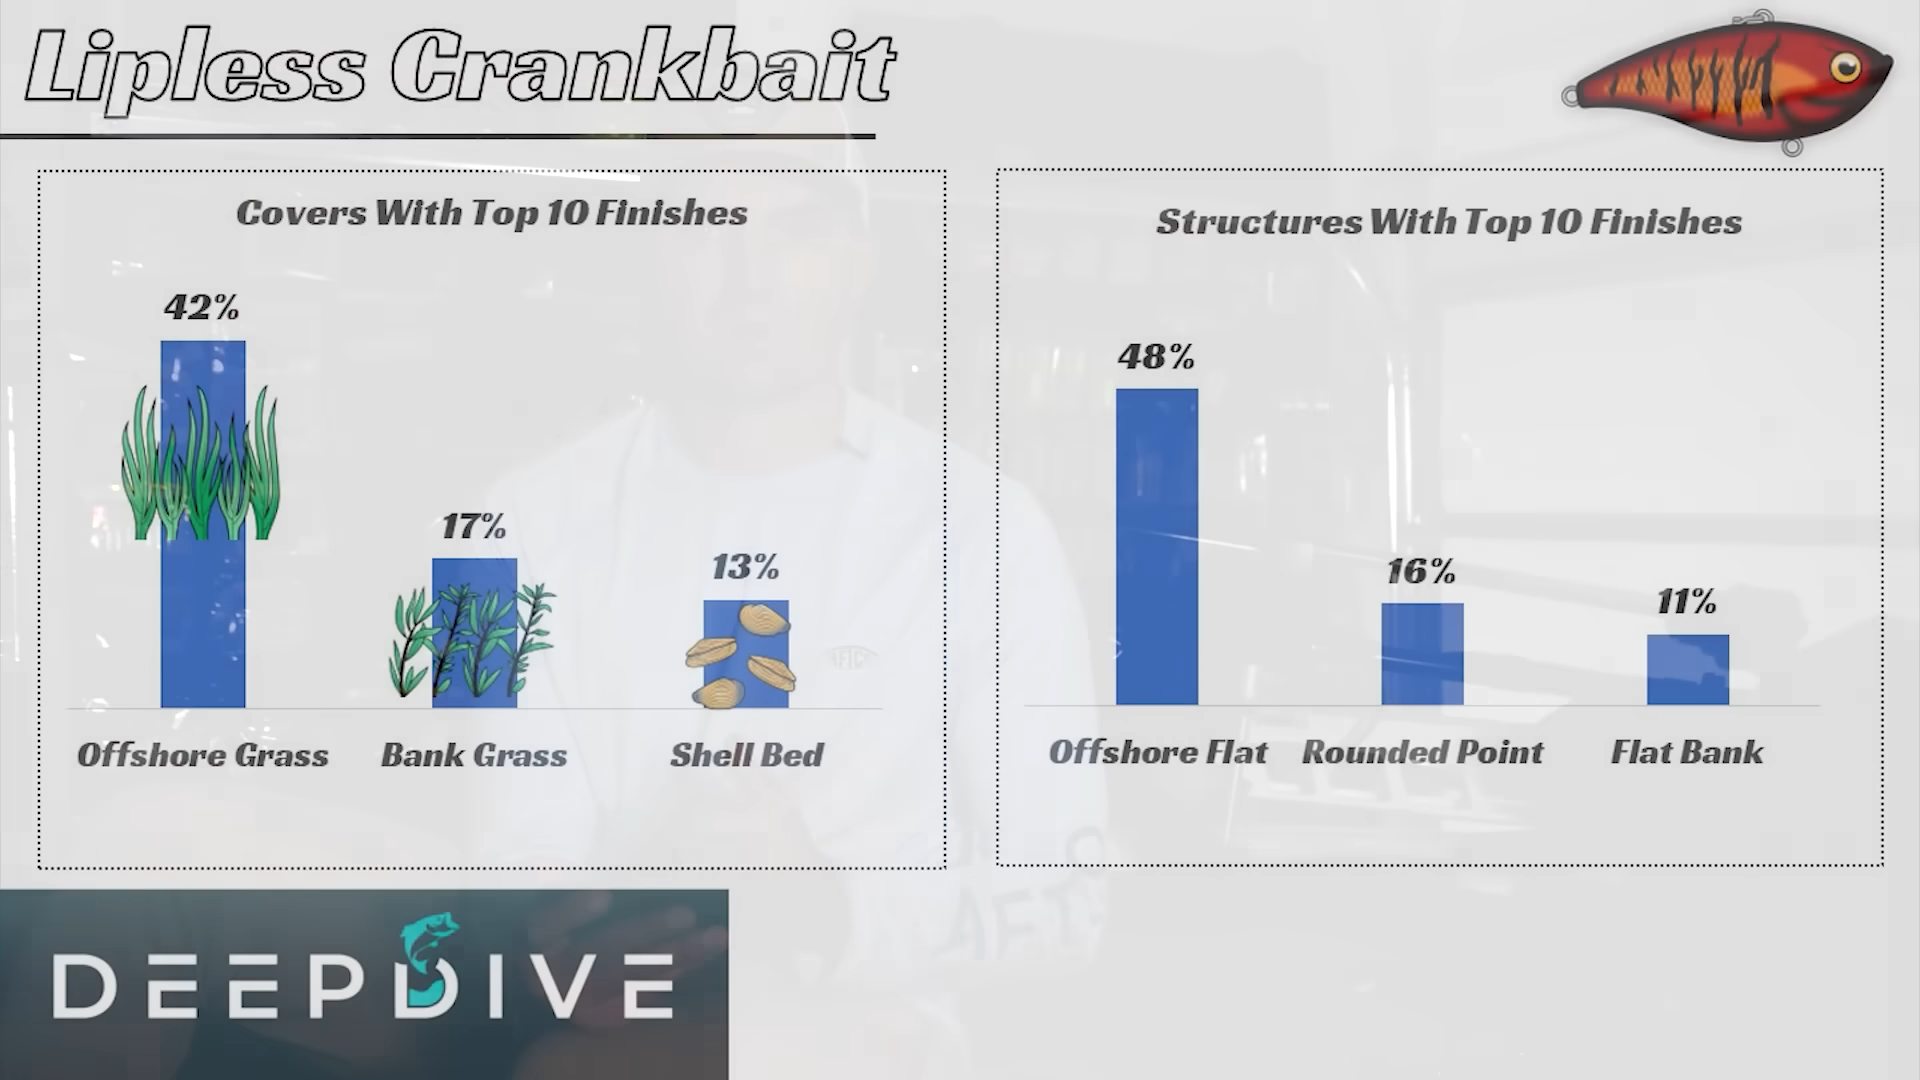 Lipless Crankbait
Covers With Top 10 Finishes
42%
17%
13%
Offshore Grass
Bank Grass
Shell Bed
Structures With Top 10 Finishes
48%
16%
11%
Offshore Flat
Rounded Point
Flat Bank
DEEPDIVE